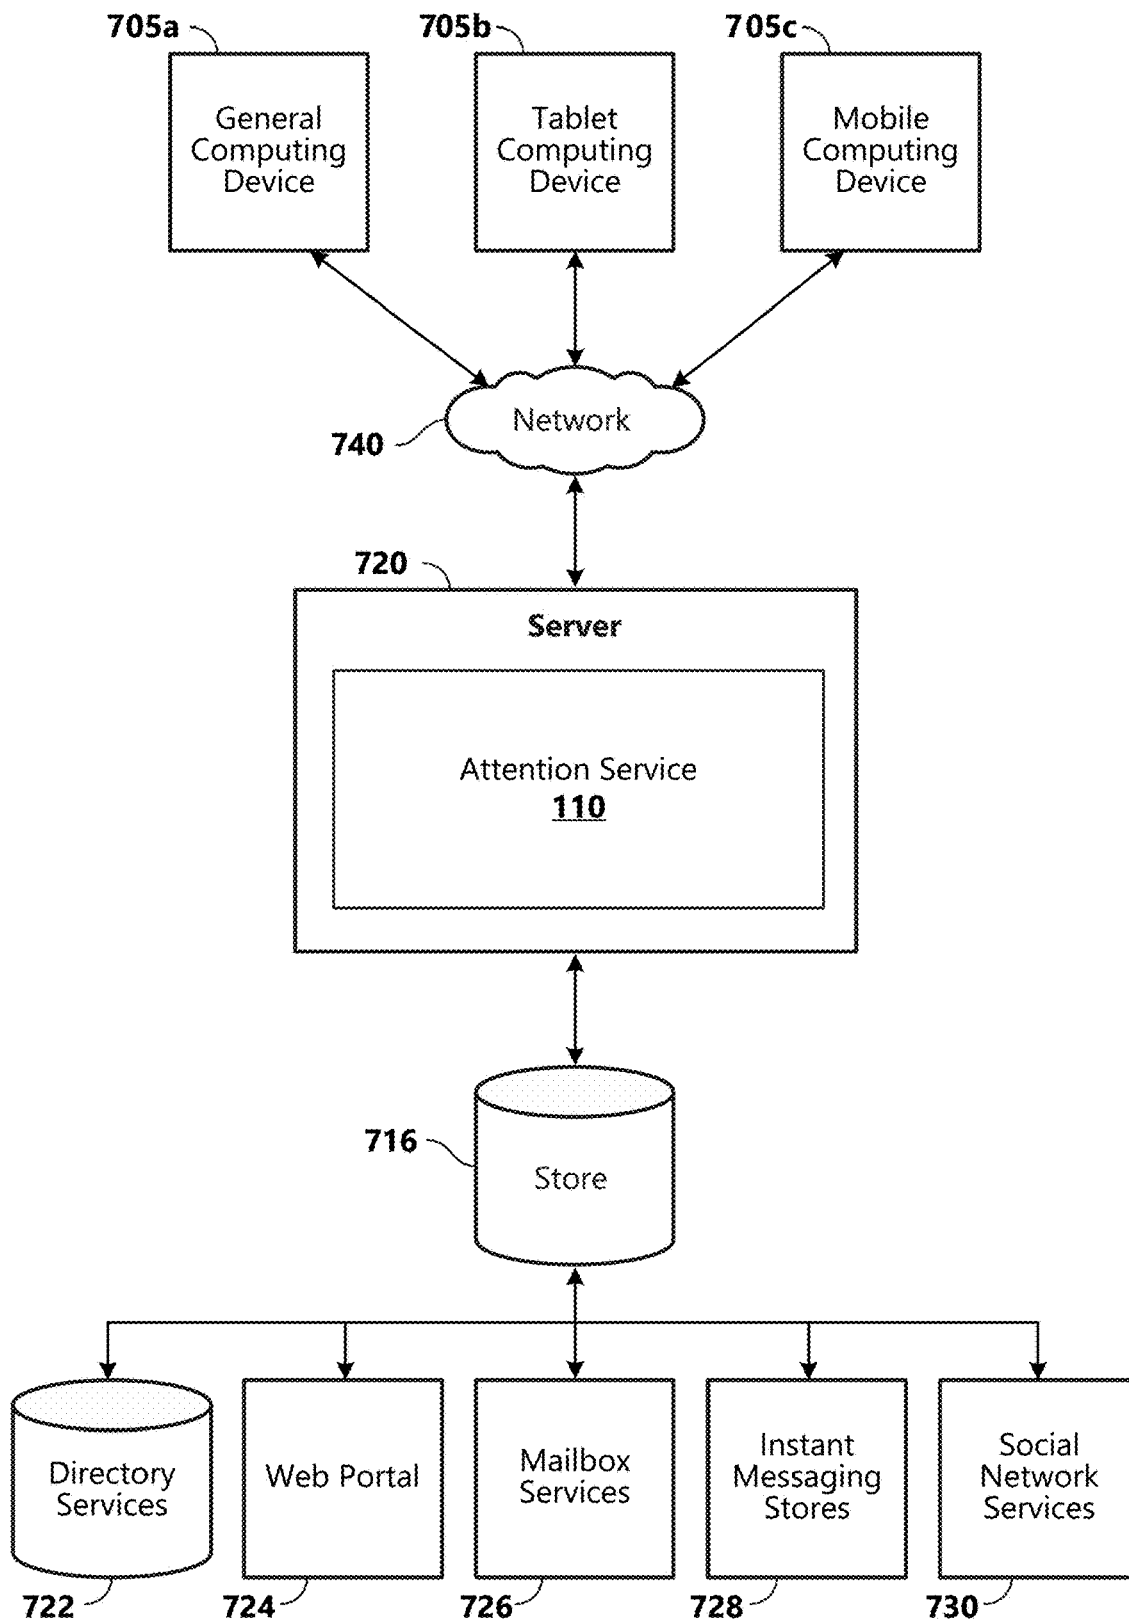 705a
705b
705c
General
Computing
Device
Tablet
Computing
Device
Mobile
Computing
Device
Network
740
720
Server
Attention Service
110
716
Store
Directory
Services
Web Portal
Mailbox
Services
Instant
Messaging
Stores
Social
Network
Services
722
724
726
728
730